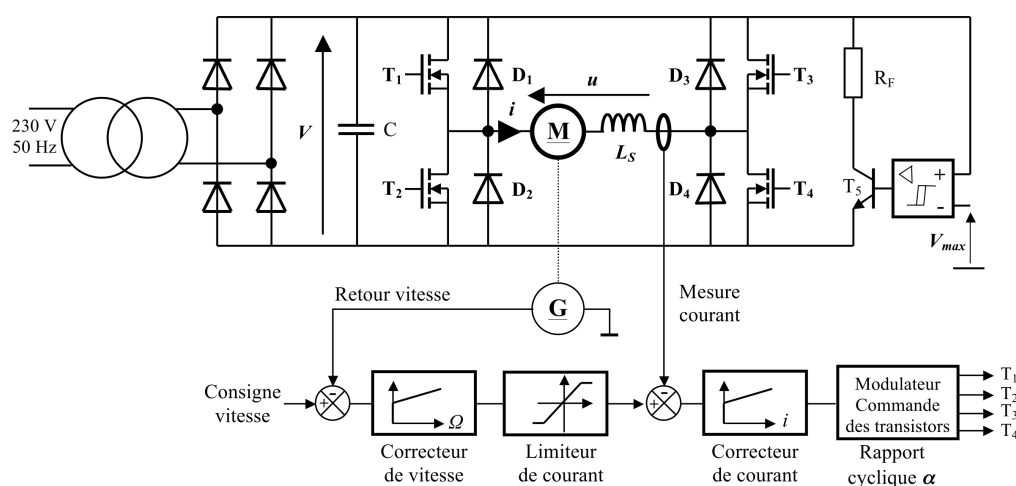 230 V
50 Hz
V
C
T1
T2
D1
D2
i
u
M
LS
D3
D4
T3
T4
RF
T5
+
-
Vmax
Retour vitesse
G
Mesure
courant
Consigne
vitesse
+
-
Ω
Correcteur
de vitesse
Limiteur
de courant
+
-
i
Correcteur
de courant
Modulateur
Commande
des transistors
Rapport
cyclique α
T1
T2
T3
T4